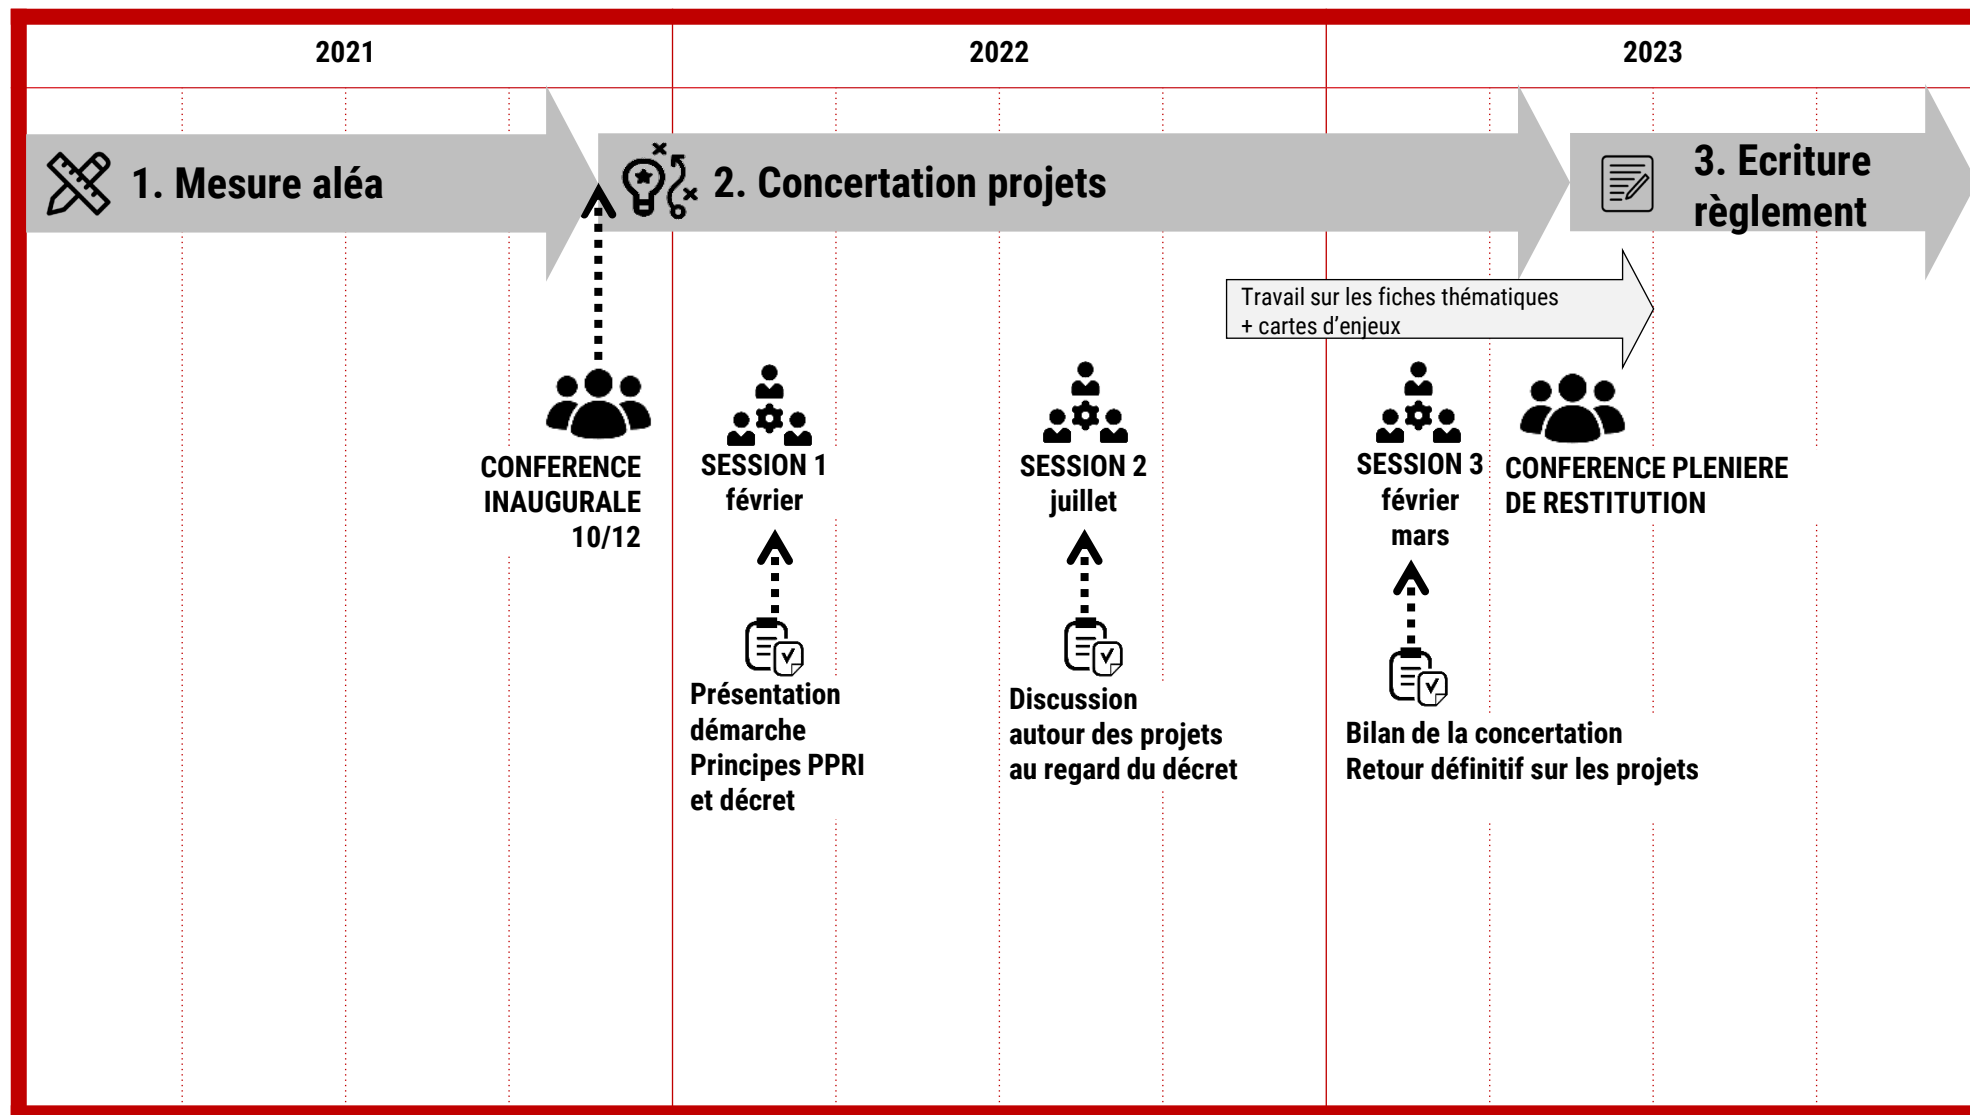 2021
2022
2023
1. Mesure aléa
2. Concertation projets
3. Ecriture
règlement
Travail sur les fiches thématiques
+ cartes d’enjeux
CONFERENCE
INAUGURALE
10/12
SESSION 1
février
SESSION 2
juillet
SESSION 3
février
mars
CONFERENCE PLENIERE
DE RESTITUTION
Présentation
démarche
Principes PPRI
et décret
Discussion
autour des projets
au regard du décret
Bilan de la concertation
Retour définitif sur les projets